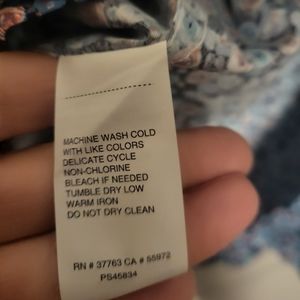 MACHINE WASH COLD
WITH LIKE COLORS
DELICATE CYCLE
NON-CHLORINE
BLEACH IF NEEDED
TUMBLE DRY LOW
WARM IRON
DO NOT DRY CLEAN
RN # 37763 CA # 55972
PS45834